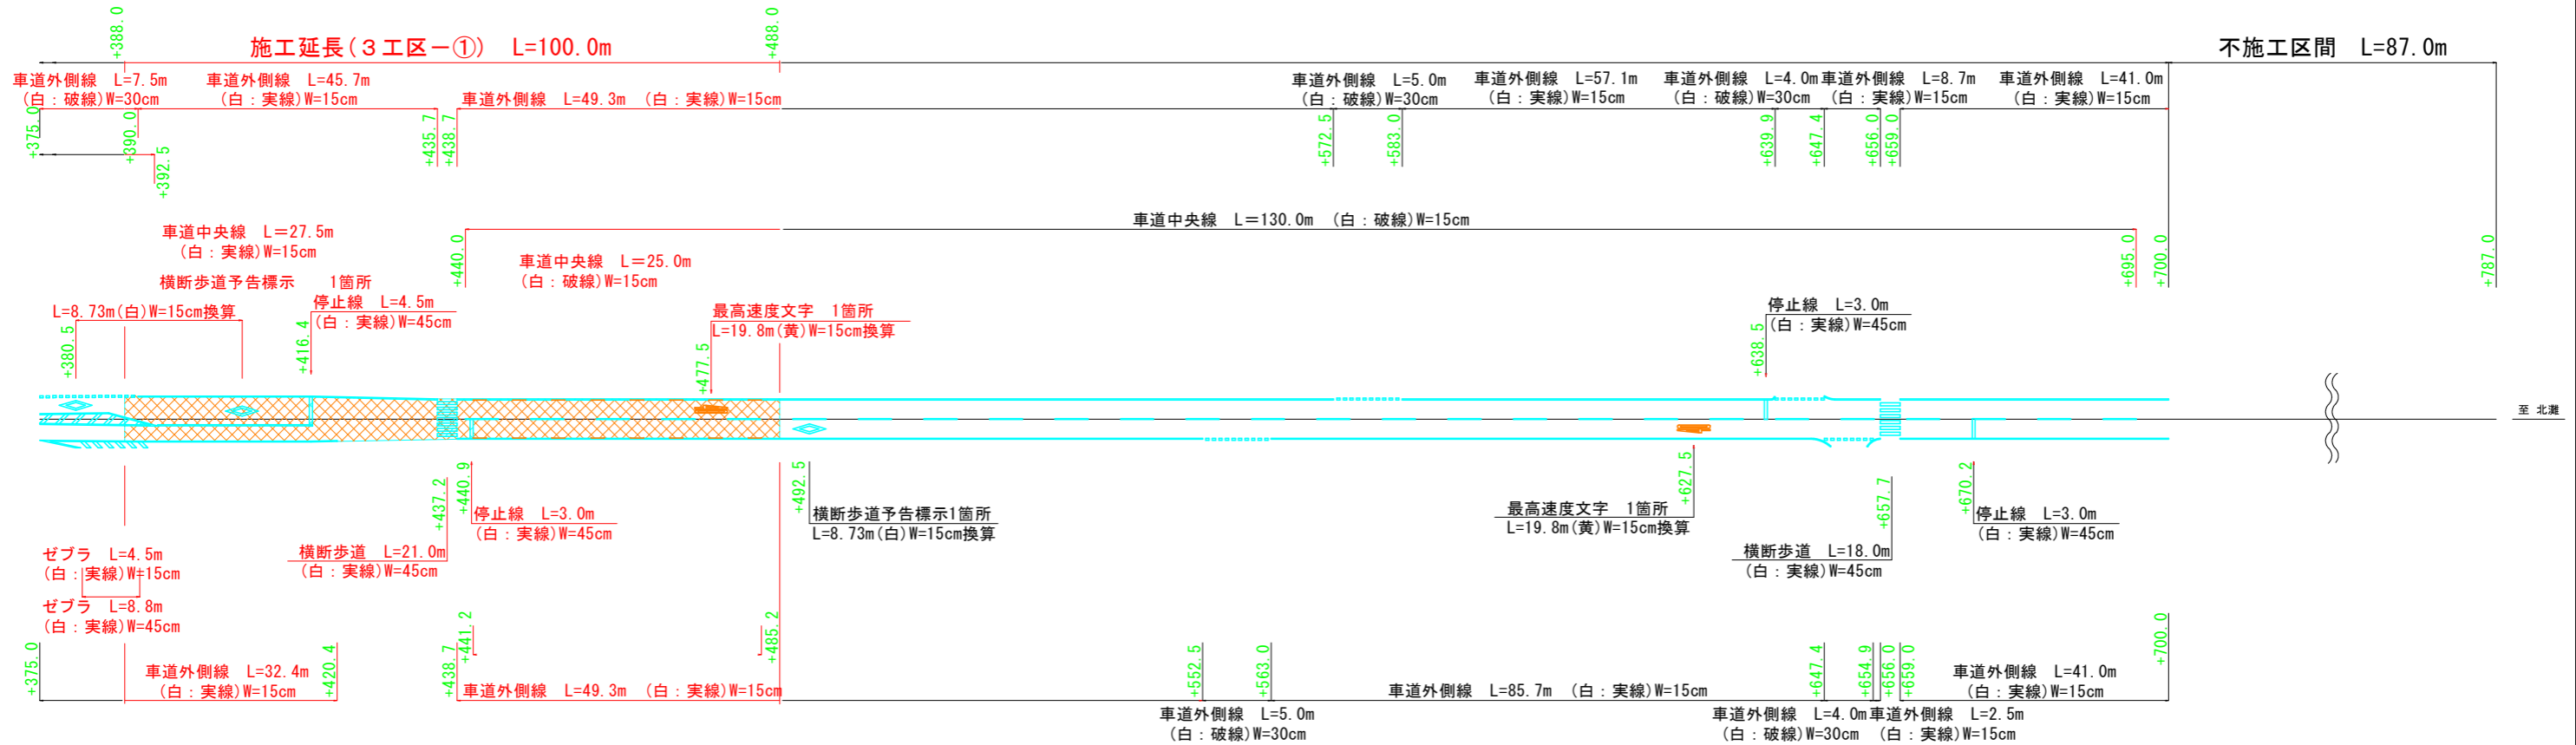 +388.0
+488.0
施工延長(３工区－①)　L=100.0m
不施工区間　L=87.0m
車道外側線　L=7.5m
(白：破線)W=30cm
車道外側線　L=45.7m
(白：実線)W=15cm
車道外側線　L=49.3m　(白：実線)W=15cm
車道外側線　L=5.0m
(白：破線)W=30cm
車道外側線　L=57.1m
(白：実線)W=15cm
車道外側線　L=4.0m
(白：破線)W=30cm
車道外側線　L=8.7m
(白：実線)W=15cm
車道外側線　L=41.0m
(白：実線)W=15cm
+375.0
+390.0
+392.5
+435.7
+438.7
+572.5
+583.0
+639.9
+647.4
+656.0
+659.0
車道中央線　L＝27.5m
(白：実線)W=15cm
+440.0
車道中央線　L＝130.0m　(白：破線)W=15cm
+695.0
+700.0
+787.0
車道中央線　L＝25.0m
(白：破線)W=15cm
横断歩道予告標示　　1箇所
L=8.73m(白)W=15cm換算
+380.5
停止線　L=4.5m
(白：実線)W=45cm
+416.4
最高速度文字　1箇所
L=19.8m(黄)W=15cm換算
+477.5
停止線　L=3.0m
(白：実線)W=45cm
+638.5
至 北灘
+437.2
横断歩道　L=21.0m
(白：実線)W=45cm
+440.9
停止線　L=3.0m
(白：実線)W=45cm
+492.5
横断歩道予告標示1箇所
L=8.73m(白)W=15cm換算
+627.5
最高速度文字　1箇所
L=19.8m(黄)W=15cm換算
+657.7
横断歩道　L=18.0m
(白：実線)W=45cm
+670.2
停止線　L=3.0m
(白：実線)W=45cm
ゼブラ　L=4.5m
(白：実線)W=15cm
ゼブラ　L=8.8m
(白：実線)W=45cm
+375.0
車道外側線　L=32.4m
(白：実線)W=15cm
+420.4
+438.7
+441.2
+485.2
車道外側線　L=49.3m　(白：実線)W=15cm
+552.5
+563.0
車道外側線　L=5.0m
(白：破線)W=30cm
車道外側線　L=85.7m　(白：実線)W=15cm
+647.4
+654.9
+656.0
+659.0
+700.0
車道外側線　L=41.0m
(白：実線)W=15cm
車道外側線　L=4.0m
(白：破線)W=30cm
車道外側線　L=2.5m
(白：実線)W=15cm